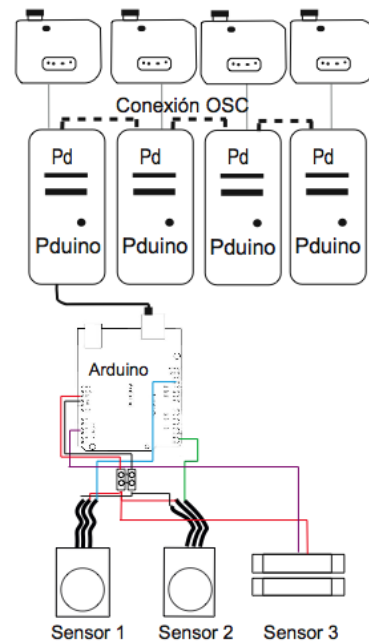 Conexión OSC
Pd Pd Pd Pd
Pduino Pduino Pduino Pduino
Arduino
Sensor 1 Sensor 2 Sensor 3